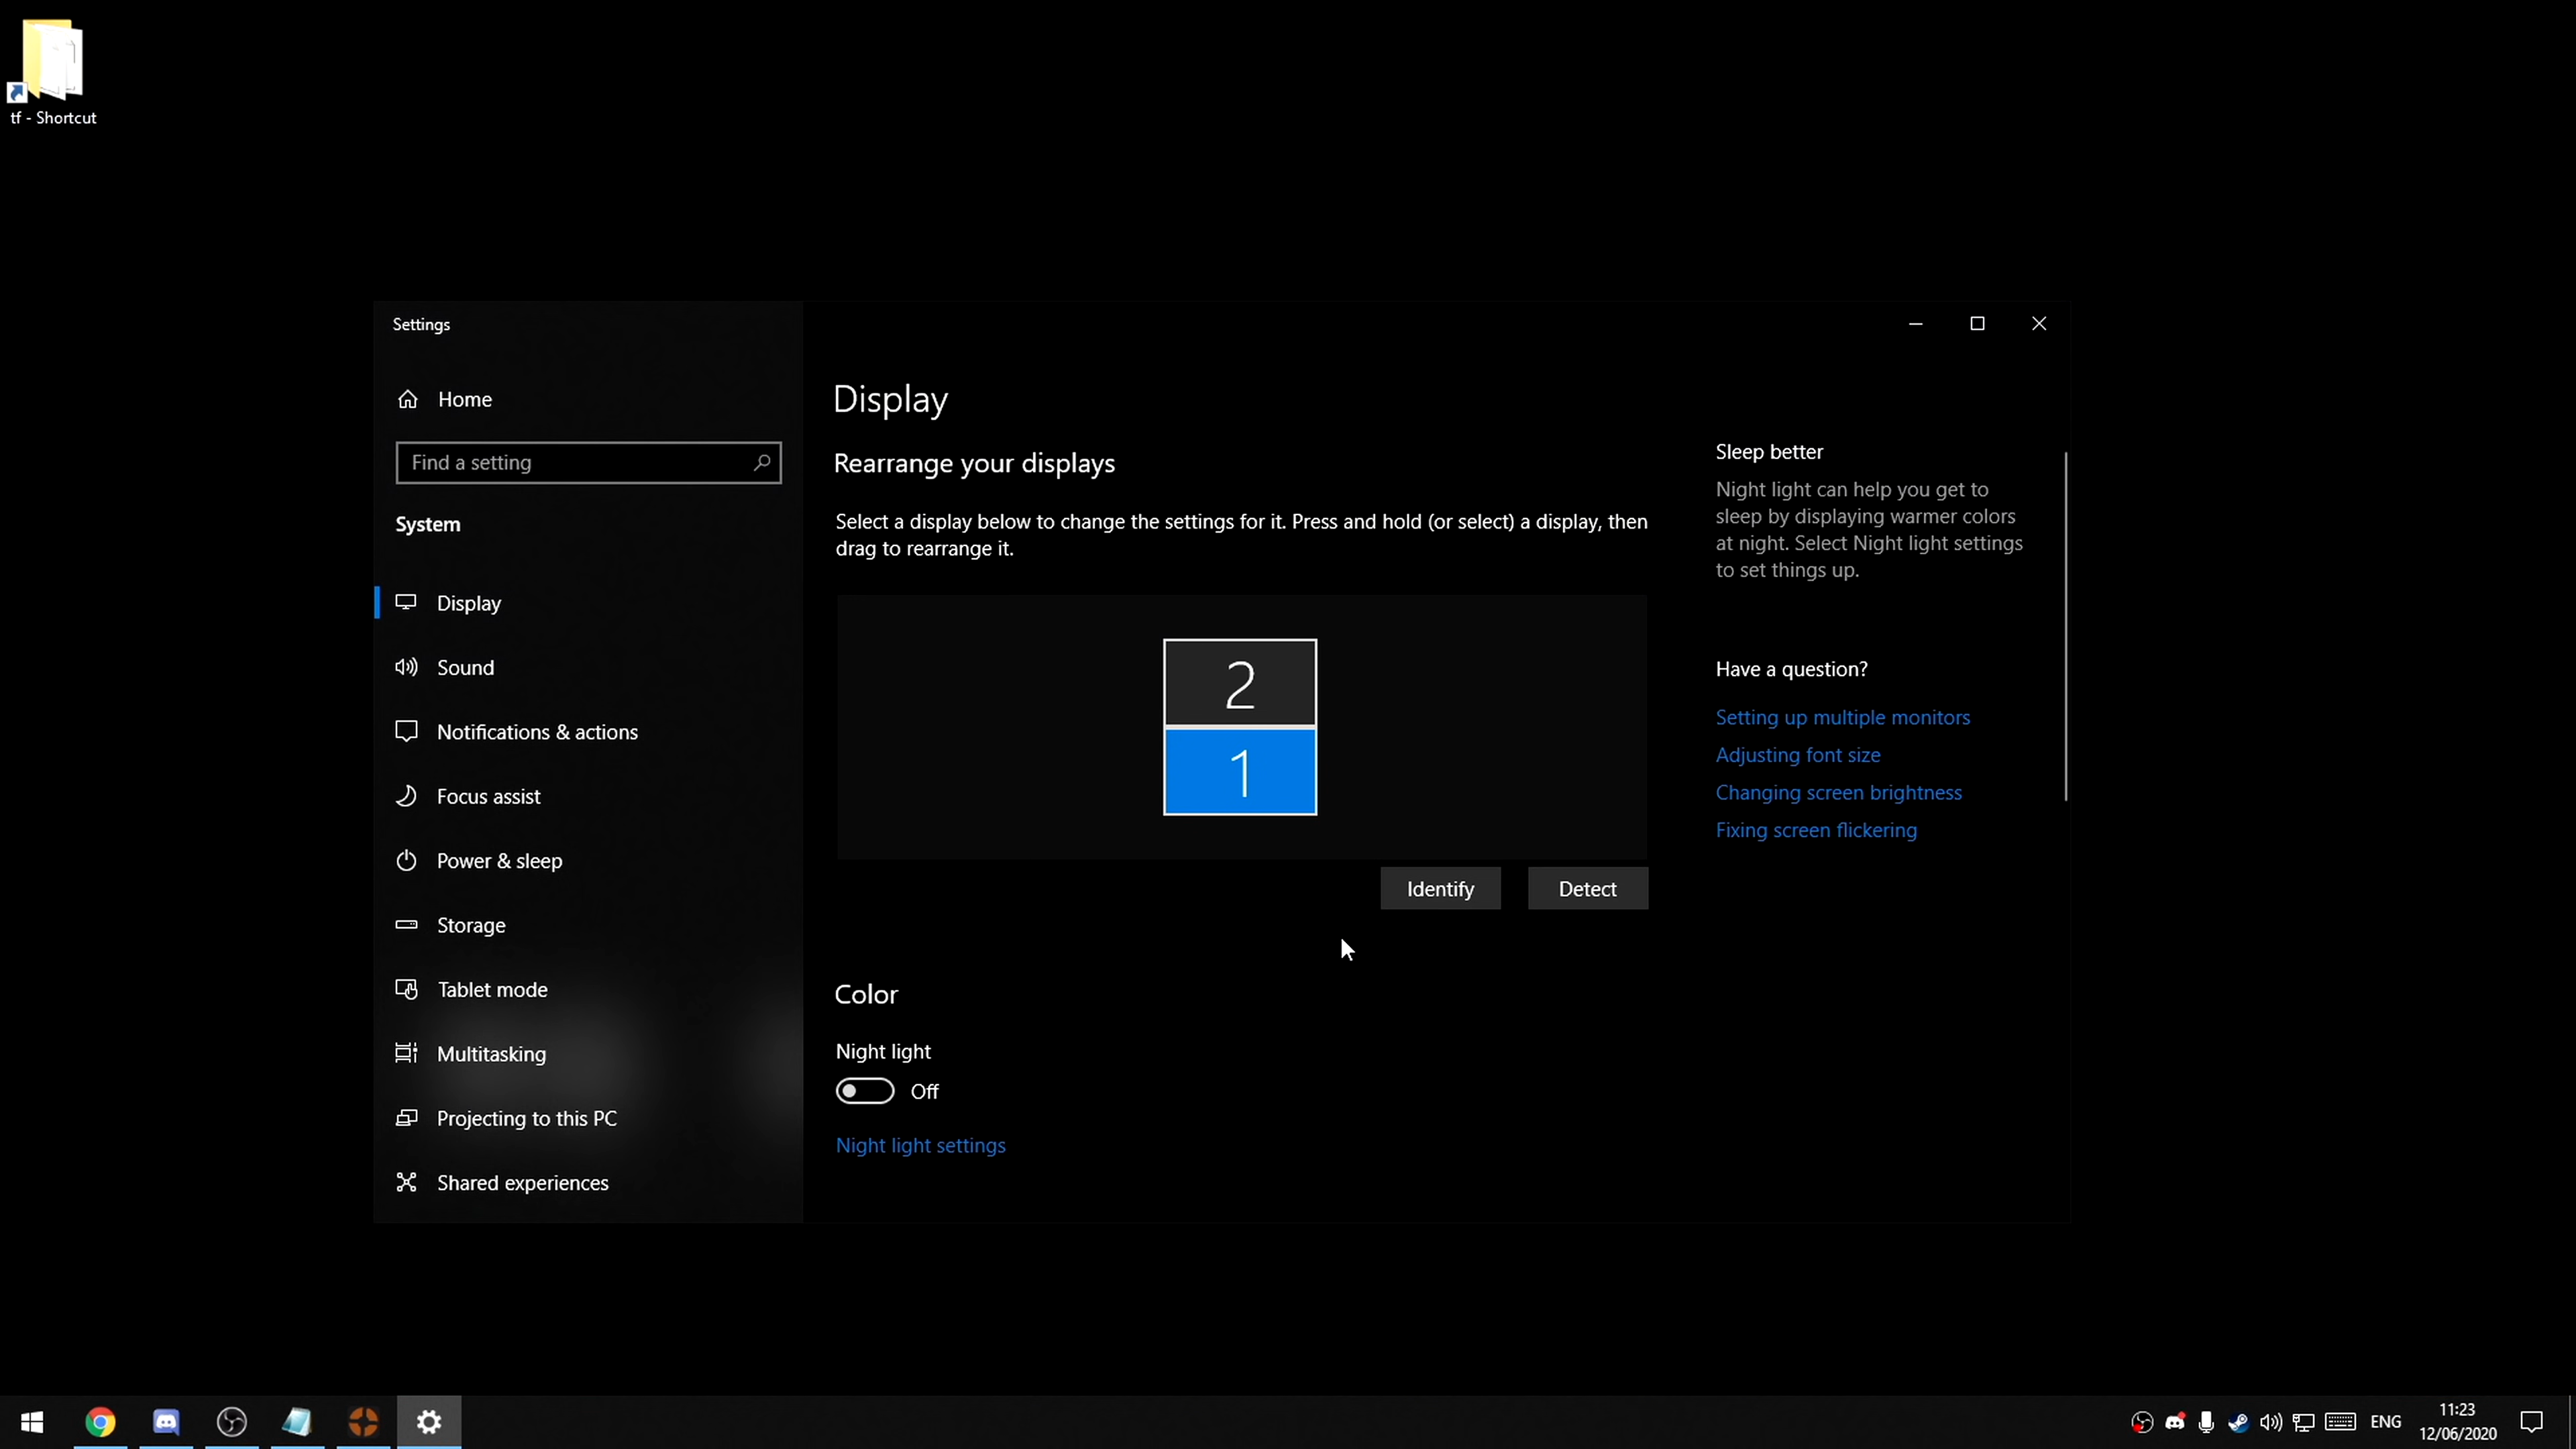 tf - Shortcut
Settings
Home
Find a setting
System
Display
Sound
Notifications & actions
Focus assist
Power & sleep
Storage
Tablet mode
Multitasking
Projecting to this PC
Shared experiences
Display
Rearrange your displays
Select a display below to change the settings for it. Press and hold (or select) a display, then
drag to rearrange it.
2
1
Identify
Detect
Color
Night light
Off
Night light settings
Sleep better
Night light can help you get to
sleep by displaying warmer colors
at night. Select Night light settings
to set things up.
Have a question?
Setting up multiple monitors
Adjusting font size
Changing screen brightness
Fixing screen flickering
ENG
11:23
12/06/2020